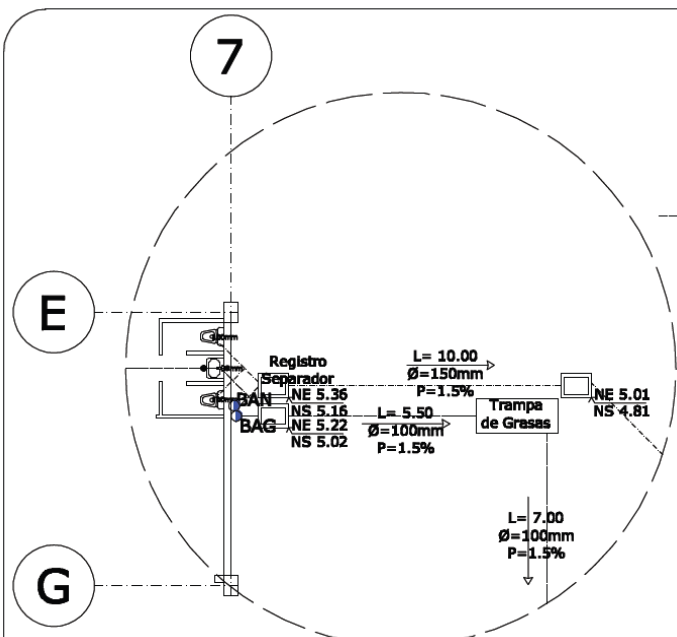 7
E
Registro
Separador
L= 10.00
Ø=150mm
P=1.5%
BAN
NE 5.36
NS 5.16
BAG
NE 5.22
NS 5.02
L= 5.50
Ø=100mm
P=1.5%
Trampa
de Grasas
NE 5.01
NS 4.81
L= 7.00
Ø=100mm
P=1.5%
G